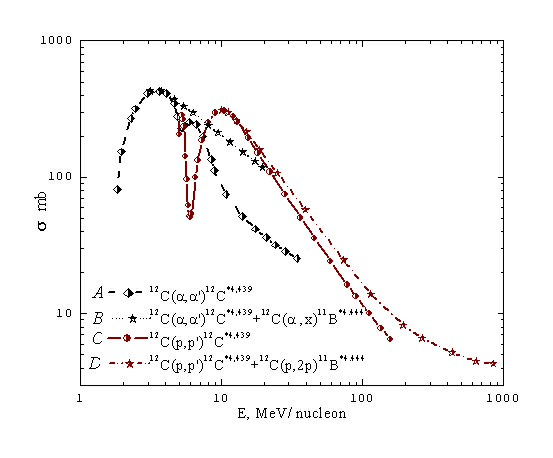 1000
100
10
σ mb
A ¹²C(α,α')¹²C*⁴·⁴³⁹
B ¹²C(α,α')¹²C*⁴·⁴³⁹+¹²C(α,x)¹¹B*⁴·⁴⁴⁴
C ¹²C(p,p')¹²C*⁴·⁴³⁹
D ¹²C(p,p')¹²C*⁴·⁴³⁹+¹²C(p,2p)¹¹B*⁴·⁴⁴⁴
1 10 100 1000
E, MeV/nucleon